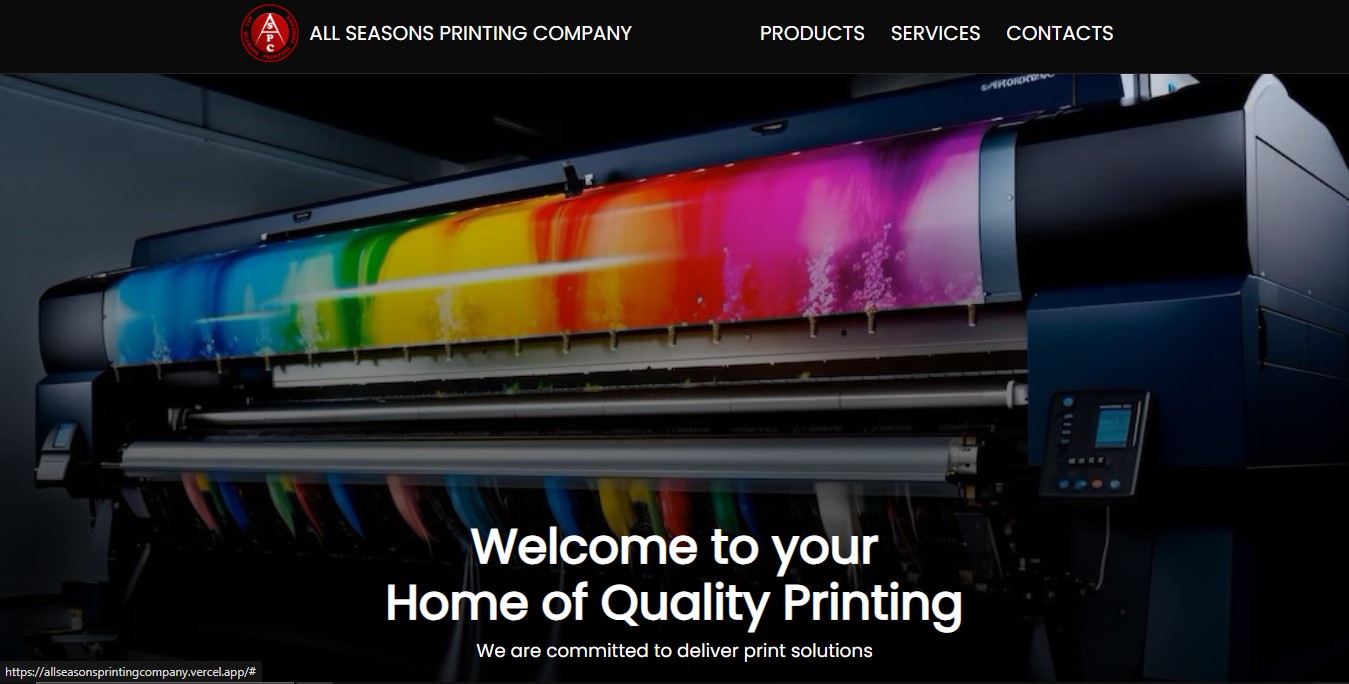 ASPC
ALL SEASONS PRINTING COMPANY
PRODUCTS
SERVICES
CONTACTS
Welcome to your
Home of Quality Printing
We are committed to deliver print solutions
https://allseasonsprintingcompany.vercel.app/#